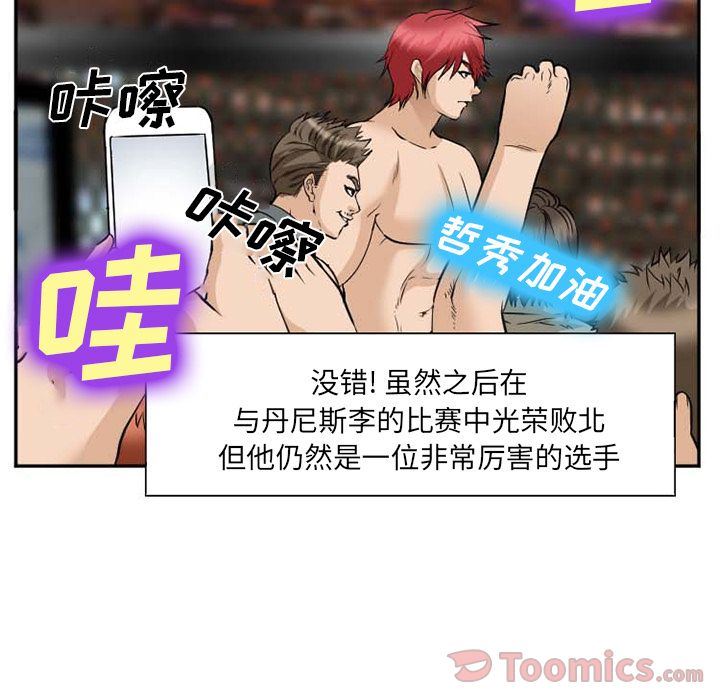 咔嚓
咔嚓
哲秀加油
哇
没错! 虽然之后在
与丹尼斯李的比赛中光荣败北
但他仍然是一位非常厉害的选手
Toomics.com